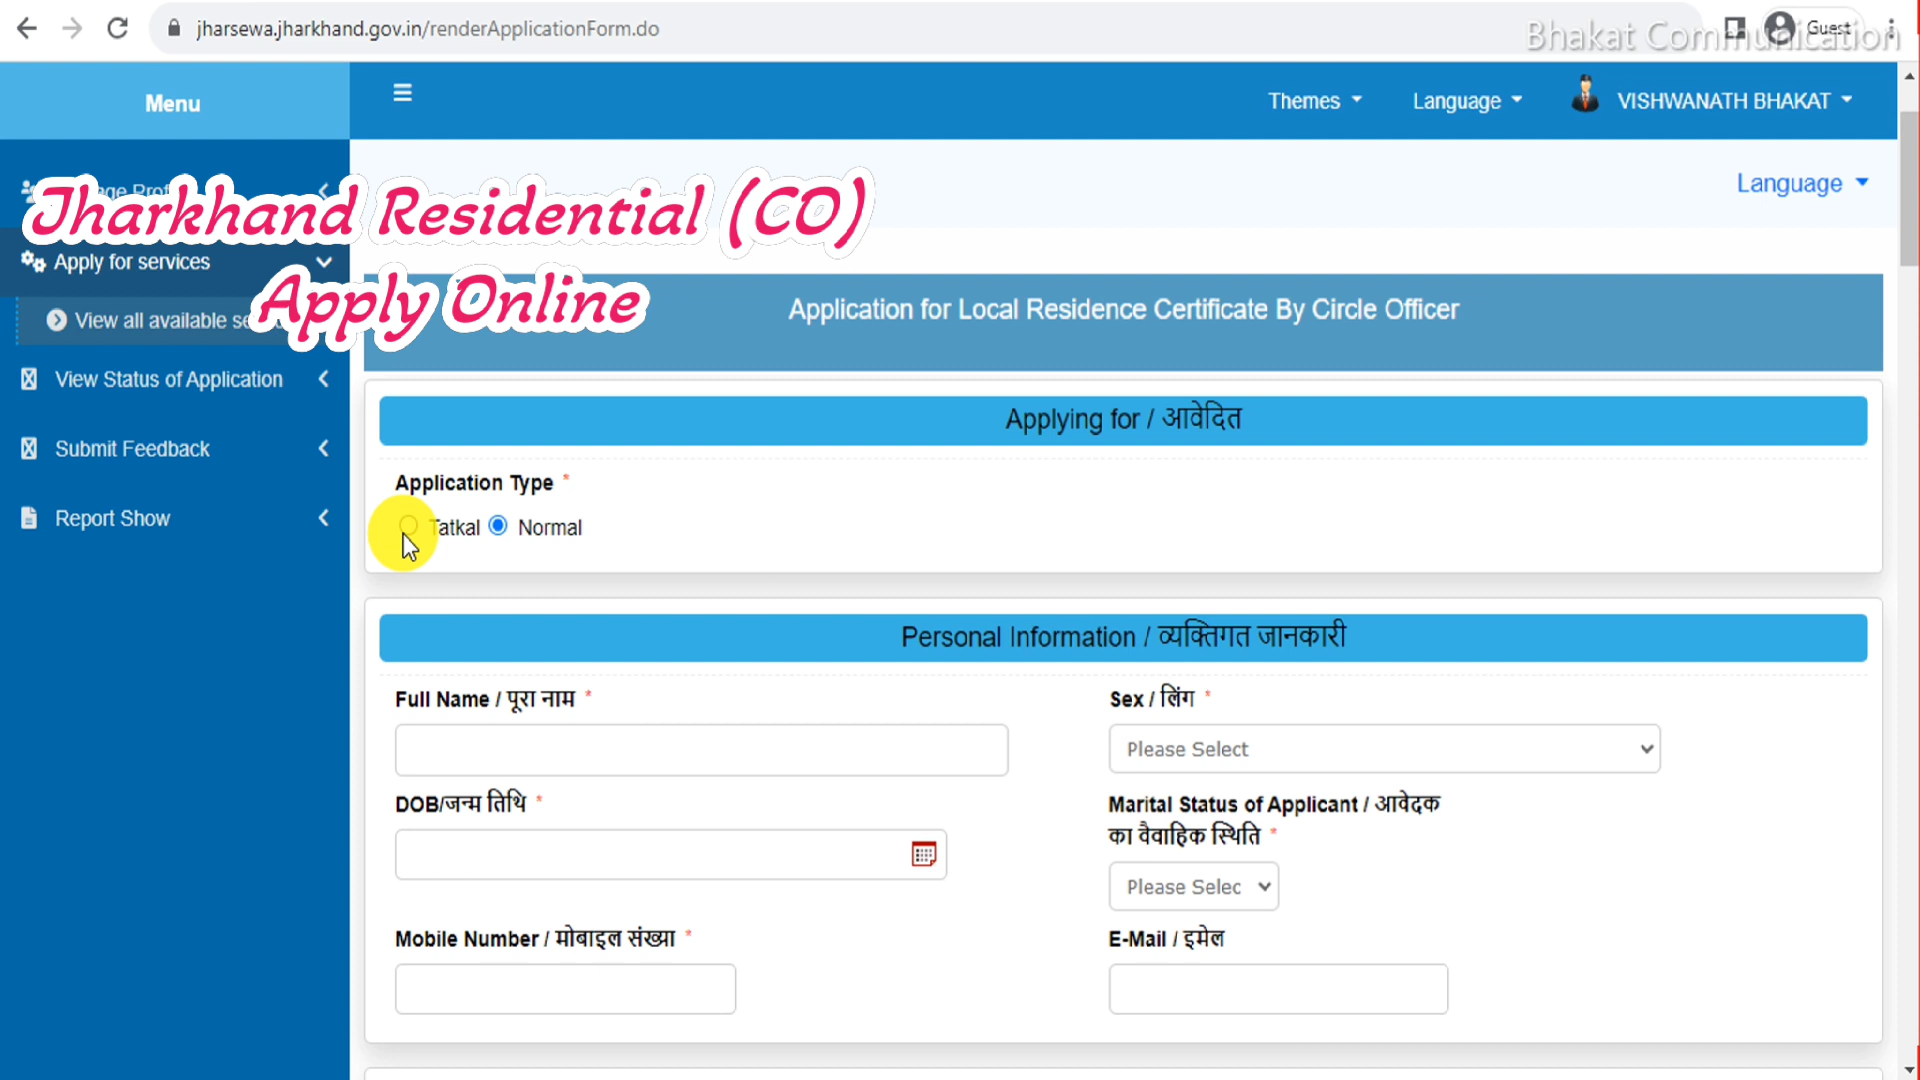 jharsewa.jharkhand.gov.in/renderApplicationForm.do
Guest
Bhakat Communication
Menu
Themes
Language
VISHWANATH BHAKAT
Language
Jharkhand Residential (CO)
Apply Online
Apply for services
View all available
View Status of Application
Submit Feedback
Report Show
Application for Local Residence Certificate By Circle Officer
Applying for / आवेदित
Application Type *
Tatkal Normal
Personal Information / व्यक्तिगत जानकारी
Full Name / पूरा नाम *
Sex / लिंग *
Please Select
DOB/जन्म तिथि *
Marital Status of Applicant / आवेदक
का वैवाहिक स्थिति *
Please Selec
Mobile Number / मोबाइल संख्या *
E-Mail / इमेल